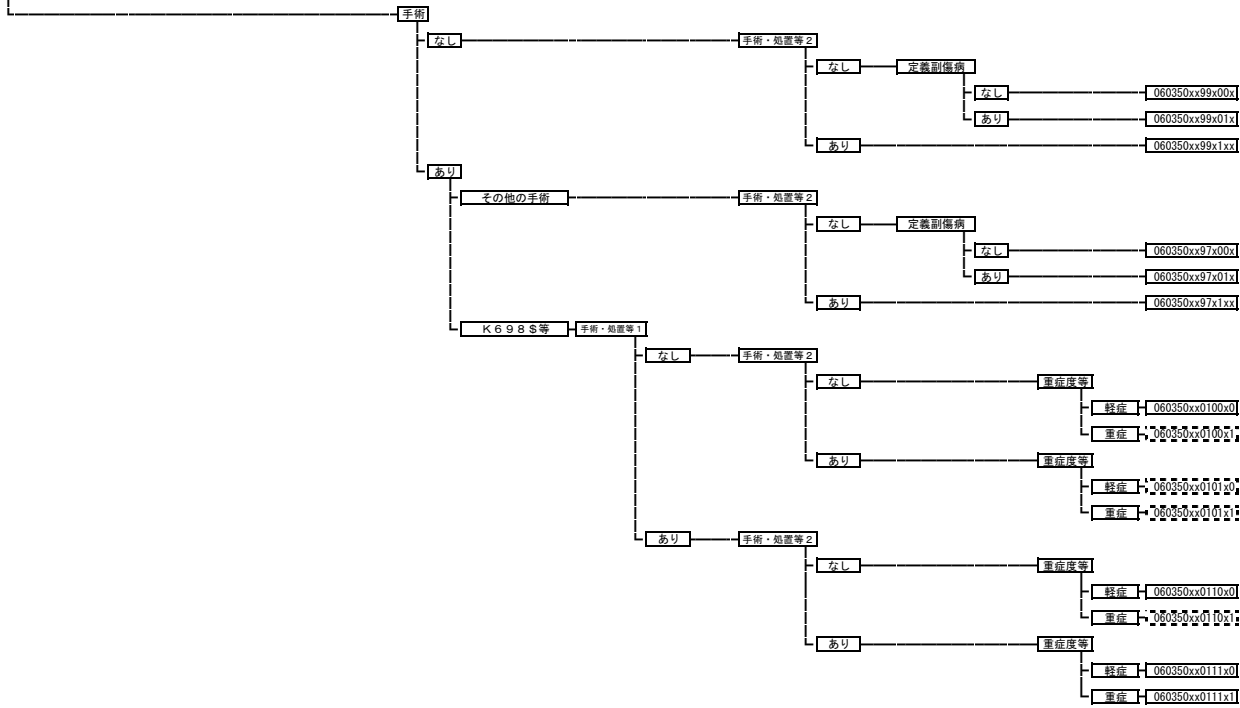 手術
なし 手術・処置等２
なし 定義副傷病
なし 060350xx99x00x
あり 060350xx99x01x
あり 060350xx99x1xx
あり
その他の手術 手術・処置等２
なし 定義副傷病
なし 060350xx97x00x
あり 060350xx97x01x
あり 060350xx97x1xx
Ｋ６９８＄等 手術・処置等１
なし 手術・処置等２
なし 重症度等
軽症 060350xx0100x0
重症 060350xx0100x1
あり 重症度等
軽症 060350xx0101x0
重症 060350xx0101x1
あり 手術・処置等２
なし 重症度等
軽症 060350xx0110x0
重症 060350xx0110x1
あり 重症度等
軽症 060350xx0111x0
重症 060350xx0111x1